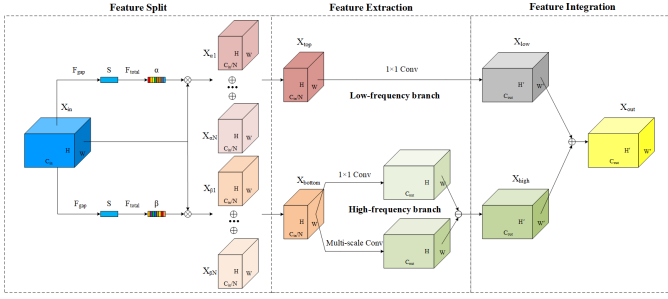 Feature Split
Feature Extraction
Feature Integration
Xα1
H
W
Cin/N
Xtop
H
W
Cin/N
1×1 Conv
Xlow
H'
W'
Cout
Fgap
S
Ftotal
α
Low-frequency branch
Xin
H
W
Cin
XαN
H
W
Cin/N
Xout
H'
W'
Cout
Xβ1
H
W
Cin/N
Xbottom
H
W
Cin/N
1×1 Conv
H
W
Cout
High-frequency branch
Xhigh
H'
W'
Cout
Fgap
S
Ftotal
β
Multi-scale Conv
H
W
Cout
XβN
H
W
Cin/N